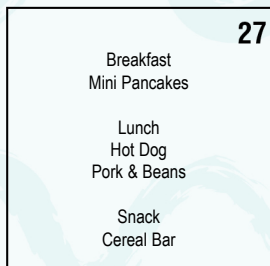 27
Breakfast
Mini Pancakes
Lunch
Hot Dog
Pork & Beans
Snack
Cereal Bar